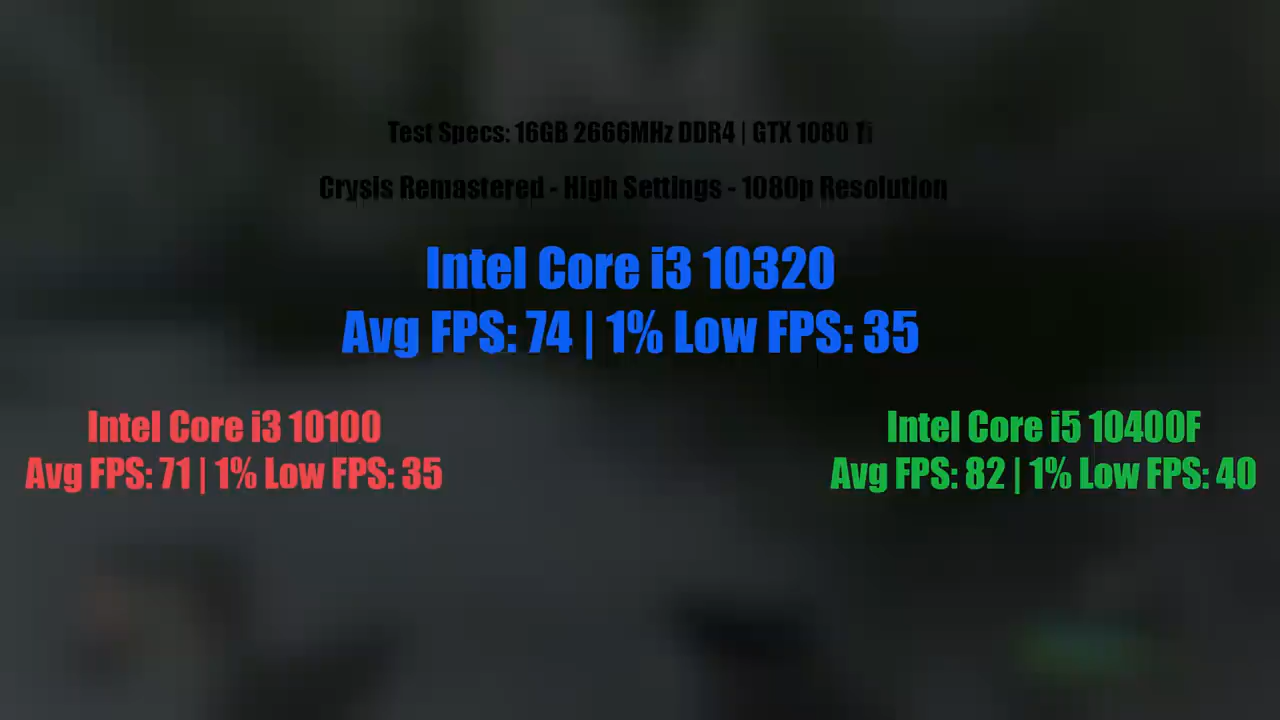 Test Specs: 16GB 2666MHz DDR4 | GTX 1080 Ti
Crysis Remastered - High Settings - 1080p Resolution
Intel Core i3 10320
Avg FPS: 74 | 1% Low FPS: 35
Intel Core i3 10100
Avg FPS: 71 | 1% Low FPS: 35
Intel Core i5 10400F
Avg FPS: 82 | 1% Low FPS: 40